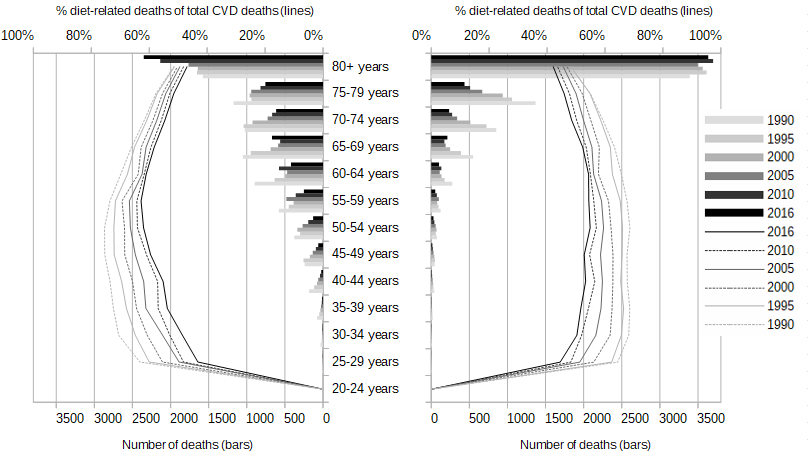 % diet-related deaths of total CVD deaths (lines)
% diet-related deaths of total CVD deaths (lines)
100% 80% 60% 40% 20% 0%
0% 20% 40% 60% 80% 100%
80+ years
75-79 years
70-74 years
65-69 years
60-64 years
55-59 years
50-54 years
45-49 years
40-44 years
35-39 years
30-34 years
25-29 years
20-24 years
1990
1995
2000
2005
2010
2016
2016
2010
2005
2000
1995
1990
3500 3000 2500 2000 1500 1000 500 0
0 500 1000 1500 2000 2500 3000 3500
Number of deaths (bars)
Number of deaths (bars)